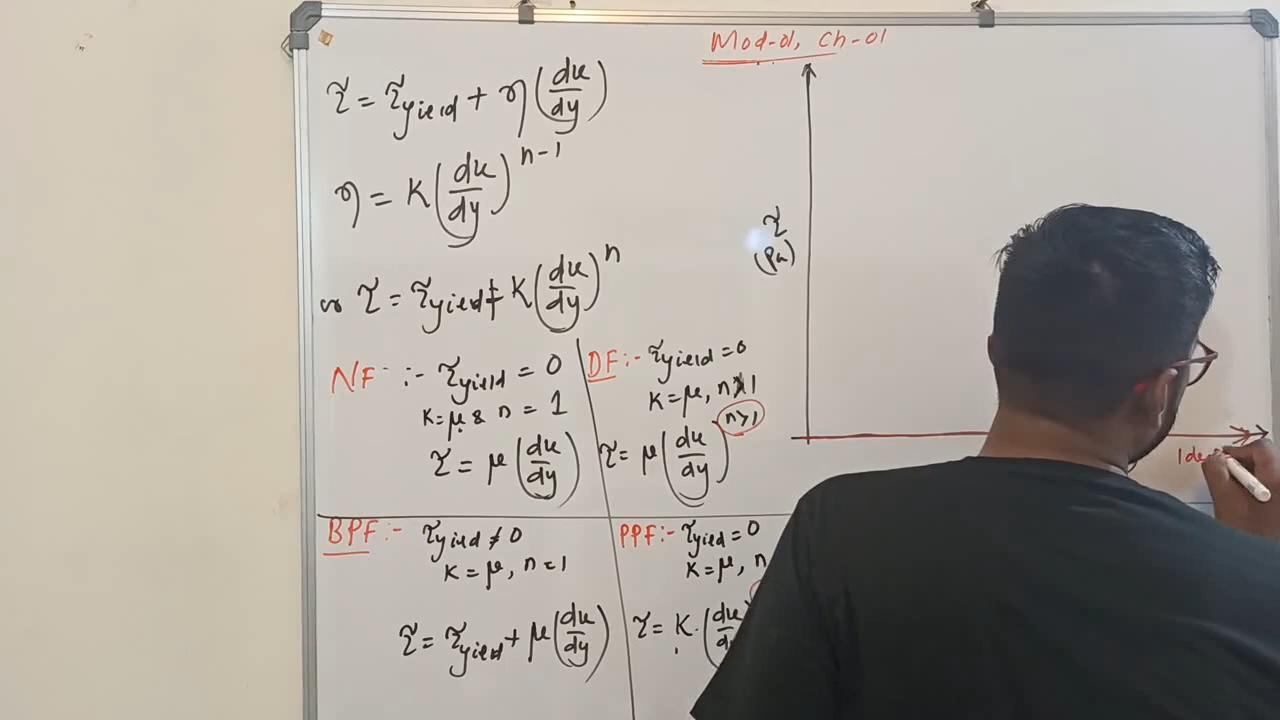 Mod-01, Ch-01
τ = τyield + η(du/dy)
η = K(du/dy)^n-1
or τ = τyield + K(du/dy)^n
NF :- τyield = 0
K=μ & n = 1
τ = μ(du/dy)
DF :- τyield = 0
K=μ, n 1
n>1
τ = μ(du/dy)
BPF :- τyield ≠ 0
K = μ, n = 1
τ = τyield + μ(du/dy)
PPF :- τyield = 0
K = μ, n
τ = K.(du/dy
τ
(Pa)